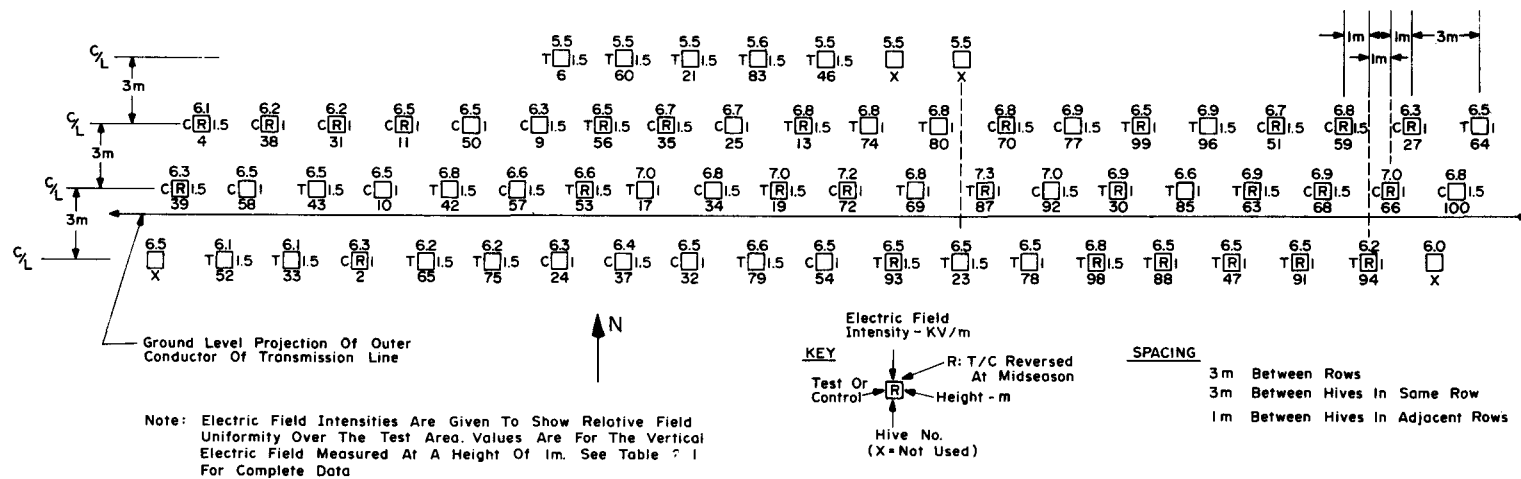 5.5 5.5 5.5 5.6 5.5 5.5 5.5
C/L T 1.5 T 1.5 T 1.5 T 1.5 T 1.5
6 60 21 83 46 X X
1m 1m 3m
1m
3m
6.1 6.2 6.2 6.5 6.5 6.3 6.5 6.7 6.7 6.8 6.8 6.8 6.8 6.9 6.5 6.9 6.7 6.8 6.3 6.5
C/L C R 1.5 C R 1 C R 1 C R 1 C 1 C 1.5 T R 1.5 C R 1.5 C 1 T R 1.5 T 1 T 1 C R 1.5 C 1.5 T R 1 T 1.5 C R 1.5 C R 1.5 C R 1 T 1
4 38 31 11 50 9 56 35 25 13 74 80 70 77 99 96 51 59 27 64
3m
6.3 6.5 6.5 6.5 6.8 6.6 6.6 7.0 6.8 7.0 7.2 6.8 7.3 7.0 6.9 6.6 6.9 6.9 7.0 6.8
C/L C R 1.5 C 1 T 1.5 C 1 T 1.5 C 1.5 T R 1.5 T 1 C 1.5 T R 1.5 C R 1 T 1 T R 1.5 C 1.5 T R 1 T 1.5 T R 1.5 C R 1.5 C R 1 C 1.5
39 58 43 10 42 57 53 17 34 19 72 69 87 92 30 85 63 68 66 100
3m
6.5 6.1 6.1 6.3 6.2 6.2 6.3 6.4 6.5 6.6 6.5 6.5 6.5 6.5 6.8 6.5 6.5 6.5 6.2 6.0
C/L T 1.5 T 1.5 C R 1 T 1.5 T 1.5 C 1 C 1.5 C 1 T 1.5 C 1 T R 1.5 T 1.5 T 1 T R 1.5 T R 1 T R 1.5 T R 1 T R 1
X 52 33 2 65 75 24 37 32 79 54 93 23 78 98 88 47 91 94 X
Ground Level Projection Of Outer
Conductor Of Transmission Line
N
Note: Electric Field Intensities Are Given To Show Relative Field
Uniformity Over The Test Area. Values Are For The Vertical
Electric Field Measured At A Height Of 1m. See Table
For Complete Data
KEY
Electric Field
Intensity - KV/m
R: T/C Reversed
At Midseason
Test Or
Control
R
Height - m
Hive No.
(X = Not Used)
SPACING
3m Between Rows
3m Between Hives In Same Row
1m Between Hives In Adjacent Rows